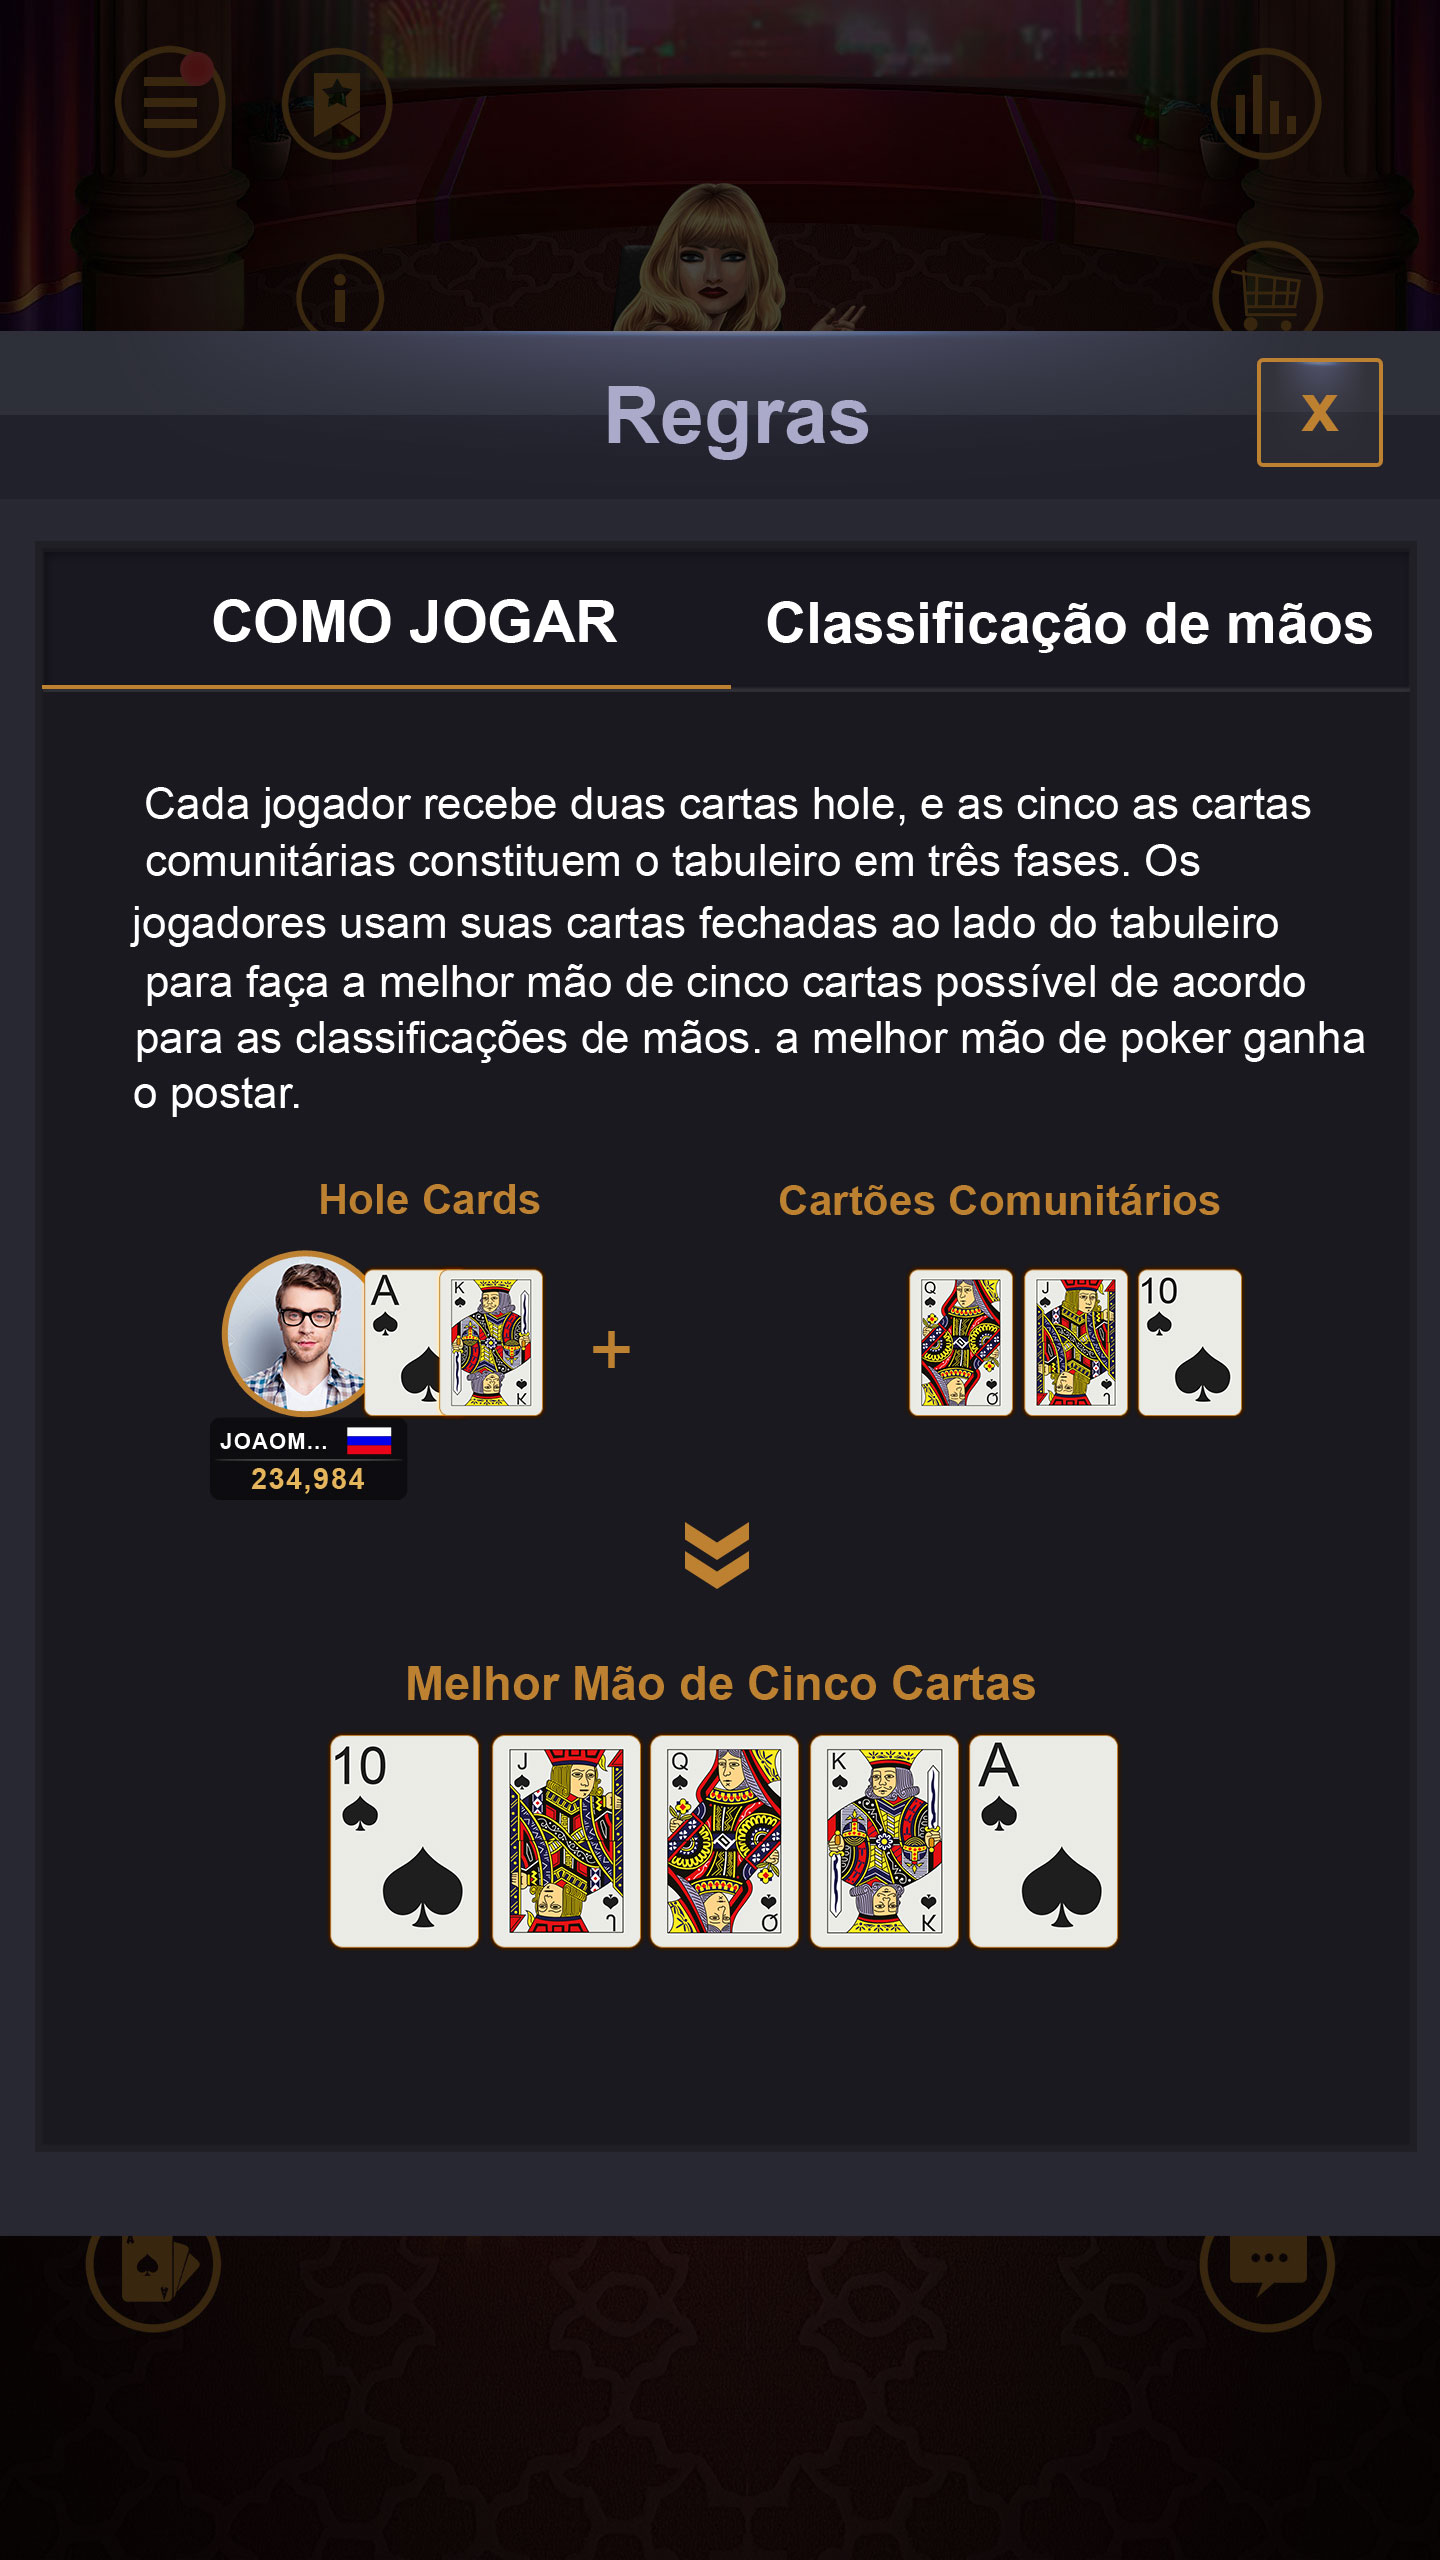 Regras
x
COMO JOGAR
Classificação de mãos
Cada jogador recebe duas cartas hole, e as cinco as cartas
comunitárias constituem o tabuleiro em três fases. Os
jogadores usam suas cartas fechadas ao lado do tabuleiro
para faça a melhor mão de cinco cartas possível de acordo
para as classificações de mãos. a melhor mão de poker ganha
o postar.
Hole Cards
Cartões Comunitários
A
K
K
+
Q
Q
J
J
10
JOAOM...
234,984
Melhor Mão de Cinco Cartas
10
J
J
Q
Q
K
K
A